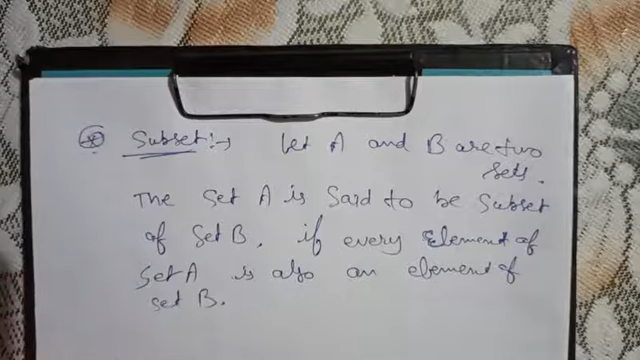 Subset:→ Let A and B are two
sets.
The set A is Said to be Subset
of Set B. if every Element of
Set A is also an element of
set B.